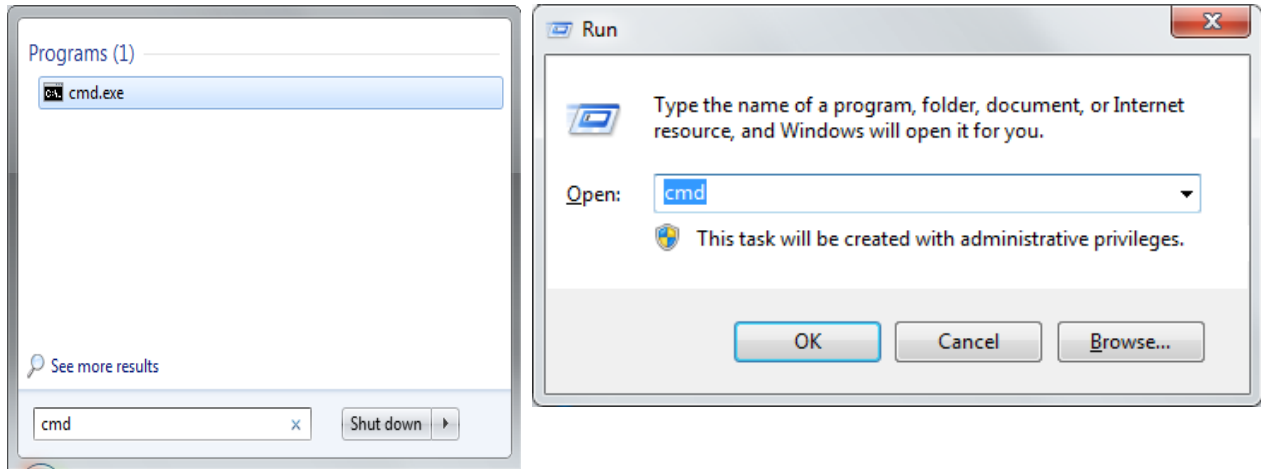 Programs (1)
cmd.exe
See more results
cmd
Shut down
Run
Type the name of a program, folder, document, or Internet
resource, and Windows will open it for you.
Open:
cmd
This task will be created with administrative privileges.
OK
Cancel
Browse...